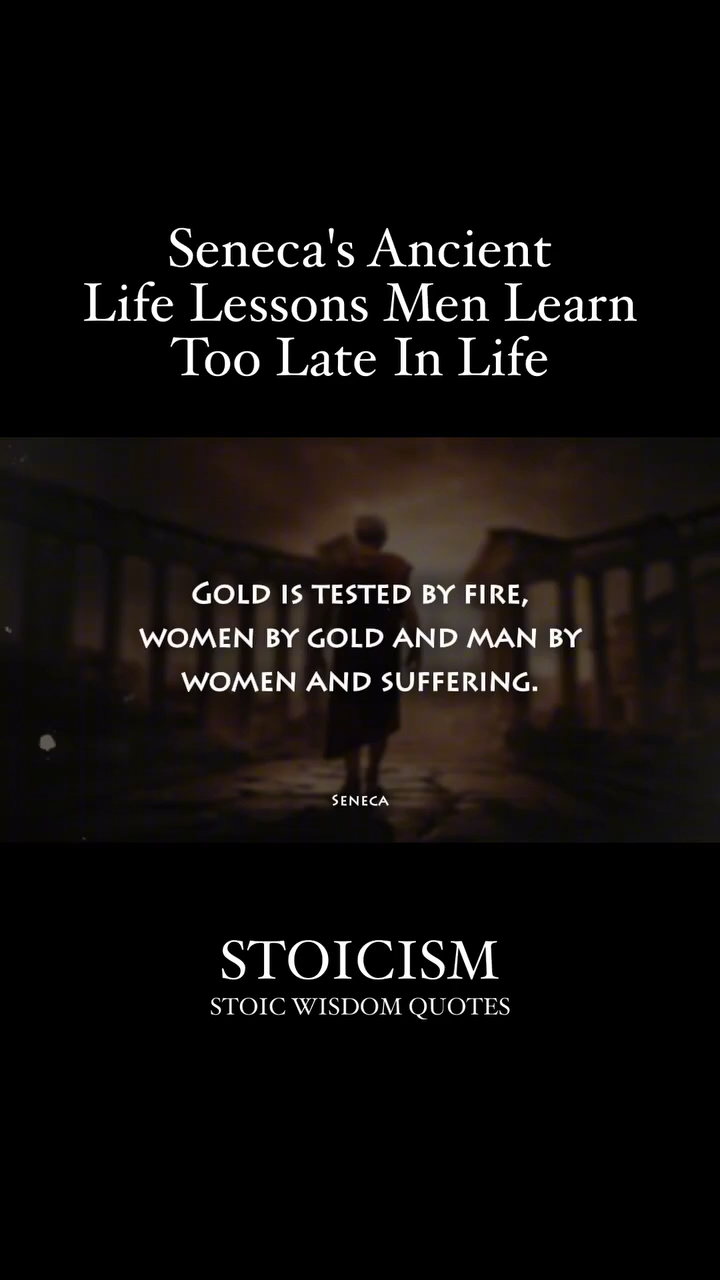 Seneca's Ancient
Life Lessons Men Learn
Too Late In Life
GOLD IS TESTED BY FIRE,
WOMEN BY GOLD AND MAN BY
WOMEN AND SUFFERING.
SENECA
STOICISM
STOIC WISDOM QUOTES